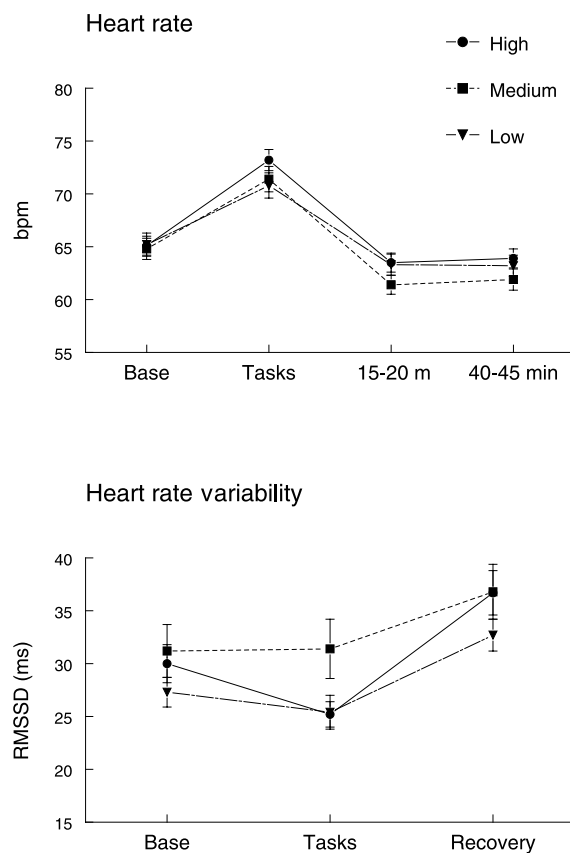 Heart rate
High
Medium
Low
80
75
70
65
60
55
bpm
Base Tasks 15-20 m 40-45 min
Heart rate variability
40
35
30
25
20
15
RMSSD (ms)
Base Tasks Recovery